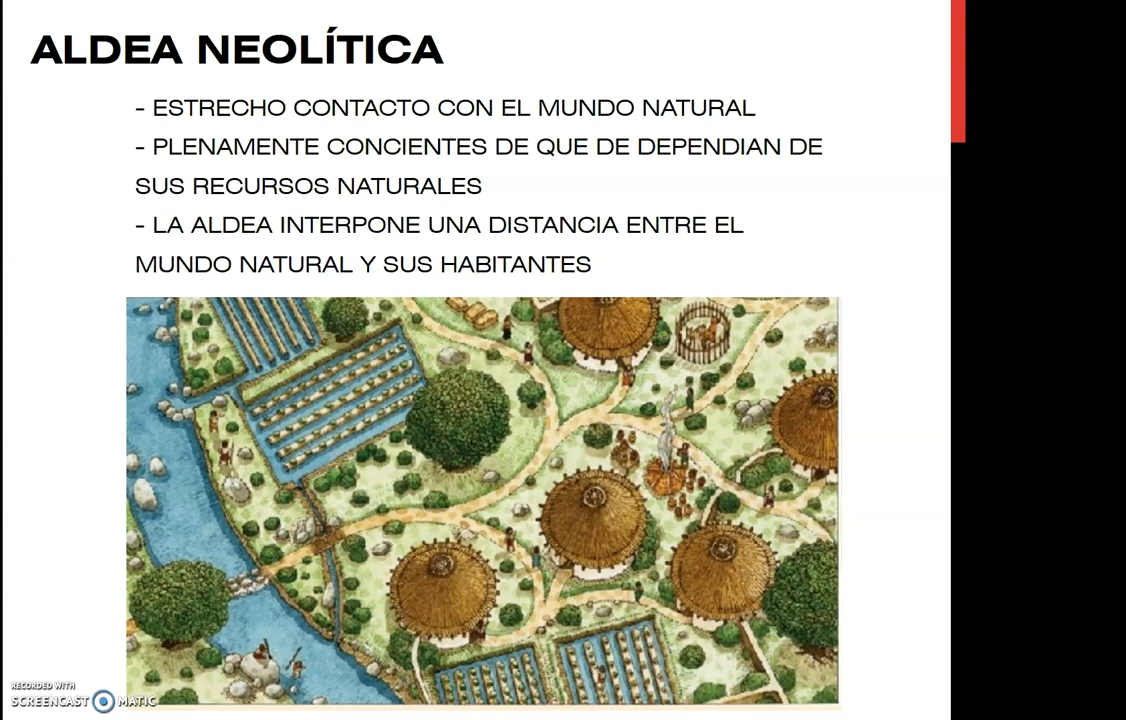 ALDEA NEOLÍTICA
- ESTRECHO CONTACTO CON EL MUNDO NATURAL
- PLENAMENTE CONCIENTES DE QUE DE DEPENDIAN DE
SUS RECURSOS NATURALES
- LA ALDEA INTERPONE UNA DISTANCIA ENTRE EL
MUNDO NATURAL Y SUS HABITANTES
RECORDED WITH
SCREENCAST MATIC